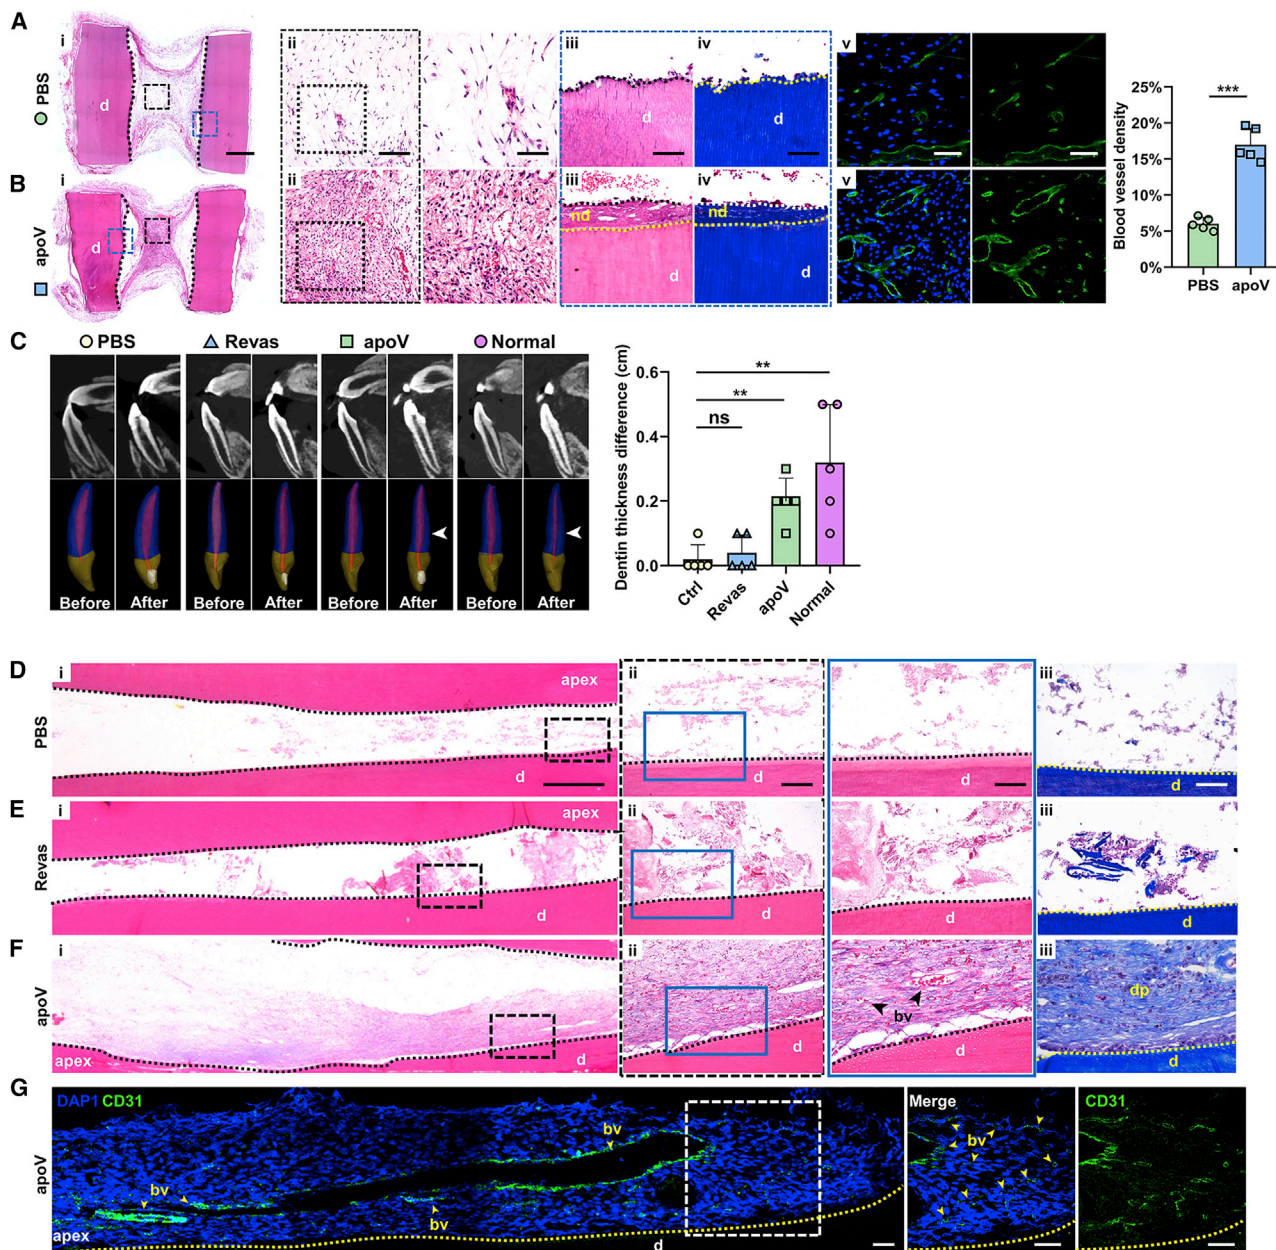 A
i
PBS
d
ii
iii
d
iv
d
v
B
i
apoV
d
ii
iii
nd
d
iv
nd
d
v
Blood vessel density
25%
20%
15%
10%
5%
0%
***
PBS
apoV
C
PBS
Revas
apoV
Normal
Before
After
Before
After
Before
After
Before
After
Dentin thickness difference (cm)
0.6
0.4
0.2
0.0
**
**
ns
Ctrl
Revas
apoV
Normal
D
PBS
i
apex
d
ii
d
d
iii
d
E
Revas
i
apex
d
ii
d
d
iii
d
F
apoV
i
apex
d
ii
d
bv
d
iii
dp
d
G
apoV
DAP1 CD31
bv
bv
bv
apex
d
Merge
bv
CD31